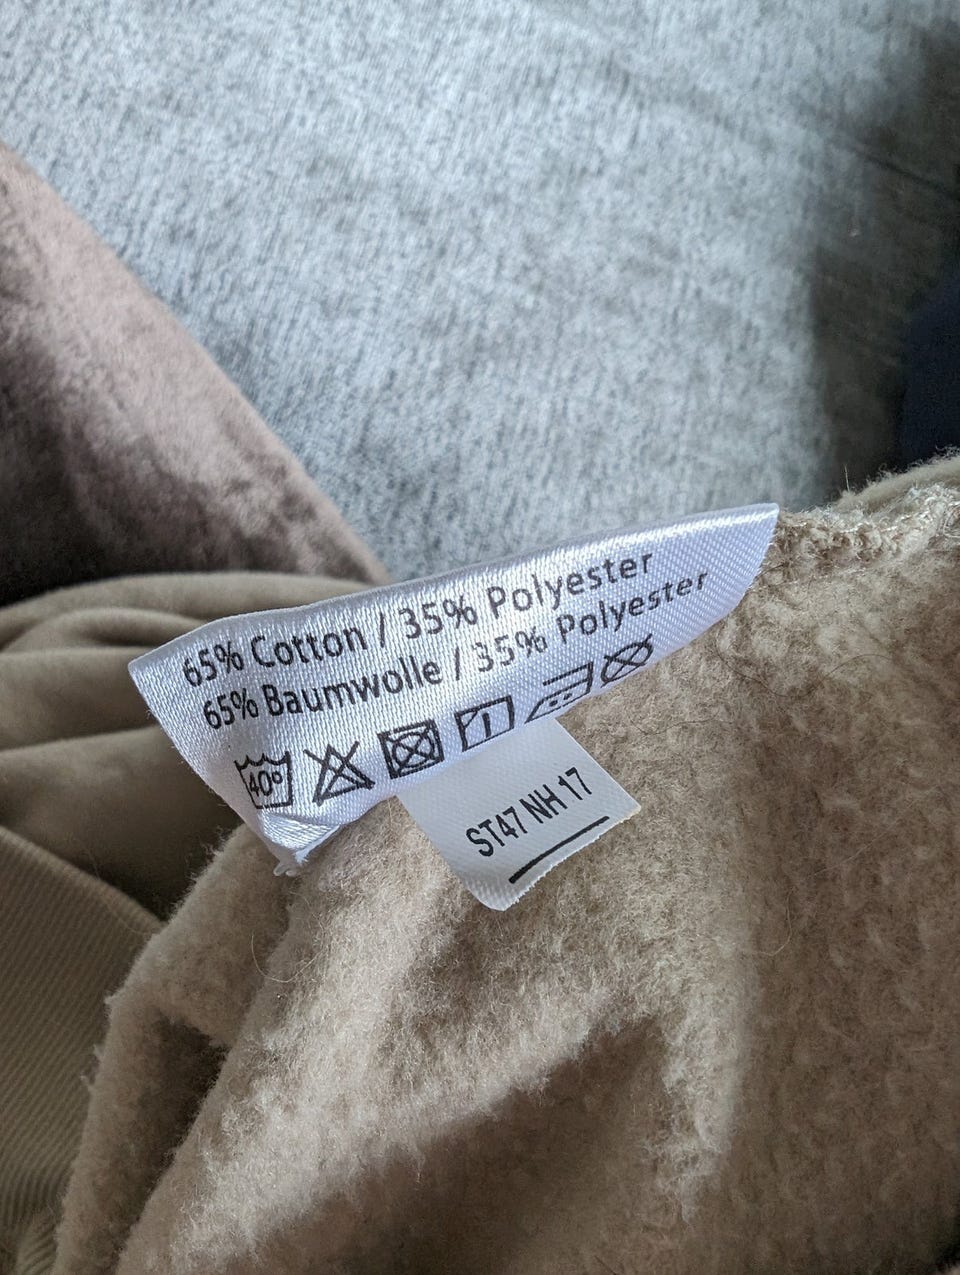 65% Cotton / 35% Polyester
65% Baumwolle / 35% Polyester
40°
ST47 NH 17